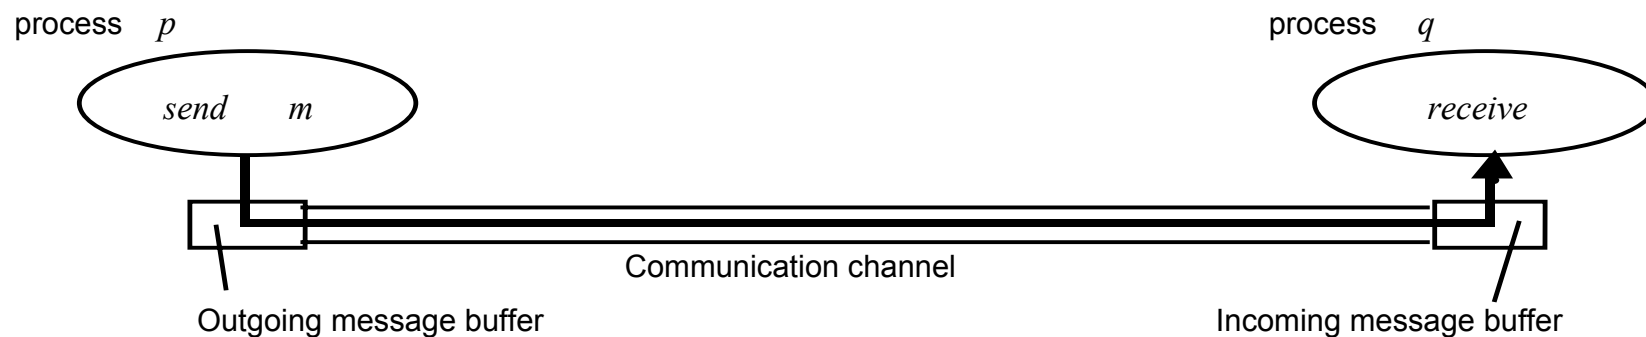 process p
process q
send m
receive
Communication channel
Outgoing message buffer
Incoming message buffer